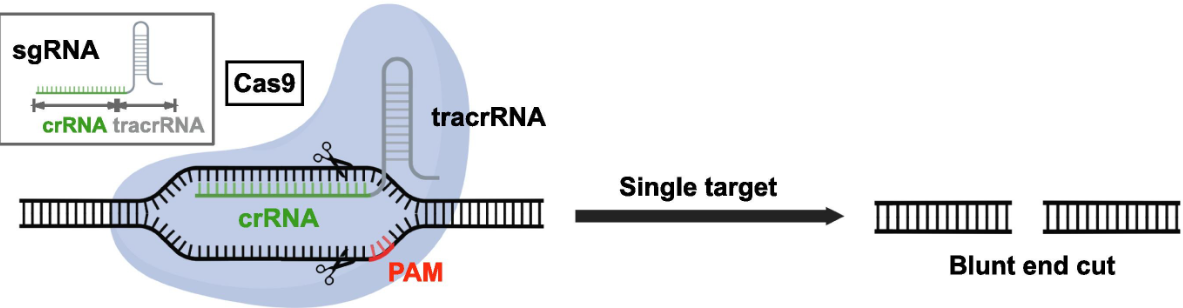 sgRNA
crRNA tracrRNA
Cas9
tracrRNA
crRNA
PAM
Single target
Blunt end cut